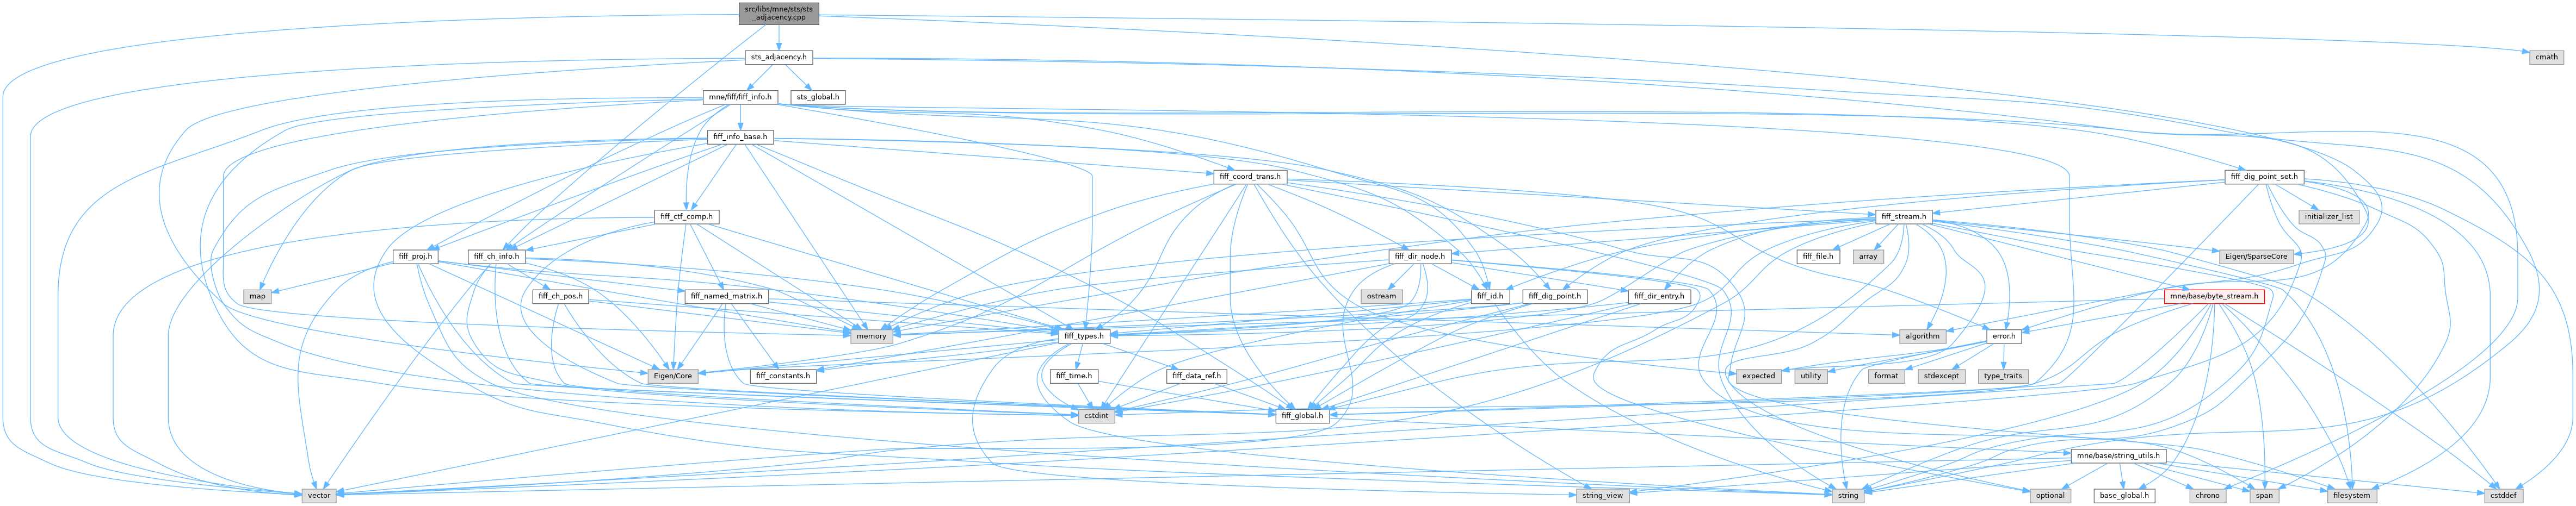 src/libs/mne/sts/sts
_adjacency.cpp
sts_adjacency.h
cmath
mne/fiff/fiff_info.h
sts_global.h
fiff_info_base.h
fiff_coord_trans.h
fiff_dig_point_set.h
fiff_ctf_comp.h
fiff_stream.h
initializer_list
fiff_proj.h
fiff_ch_info.h
fiff_dir_node.h
fiff_file.h
array
Eigen/SparseCore
map
fiff_ch_pos.h
fiff_named_matrix.h
ostream
fiff_id.h
fiff_dig_point.h
fiff_dir_entry.h
mne/base/byte_stream.h
memory
fiff_types.h
algorithm
error.h
Eigen/Core
fiff_constants.h
fiff_time.h
fiff_data_ref.h
expected
utility
format
stdexcept
type_traits
cstdint
fiff_global.h
mne/base/string_utils.h
vector
string_view
string
optional
base_global.h
chrono
span
filesystem
cstddef